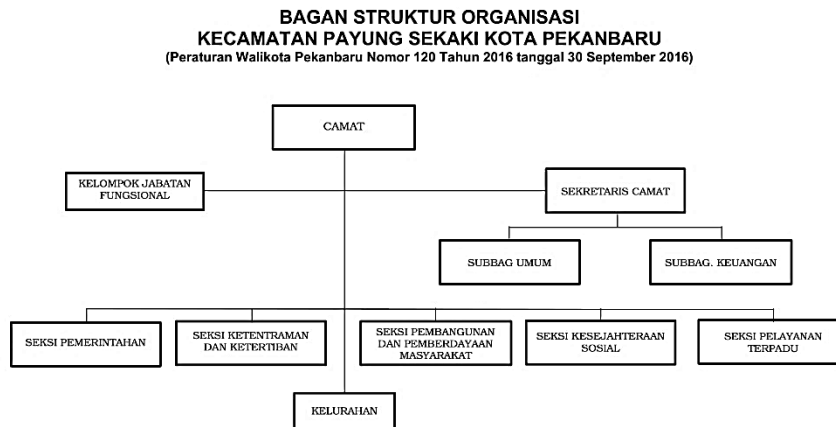 BAGAN STRUKTUR ORGANISASI
KECAMATAN PAYUNG SEKAKI KOTA PEKANBARU
(Peraturan Walikota Pekanbaru Nomor 120 Tahun 2016 tanggal 30 September 2016)
CAMAT
KELOMPOK JABATAN
FUNGSIONAL
SEKRETARIS CAMAT
SUBBAG UMUM
SUBBAG. KEUANGAN
SEKSI PEMERINTAHAN
SEKSI KETENTRAMAN
DAN KETERTIBAN
SEKSI PEMBANGUNAN
DAN PEMBERDAYAAN
MASYARAKAT
SEKSI KESEJAHTERAAN
SOSIAL
SEKSI PELAYANAN
TERPADU
KELURAHAN